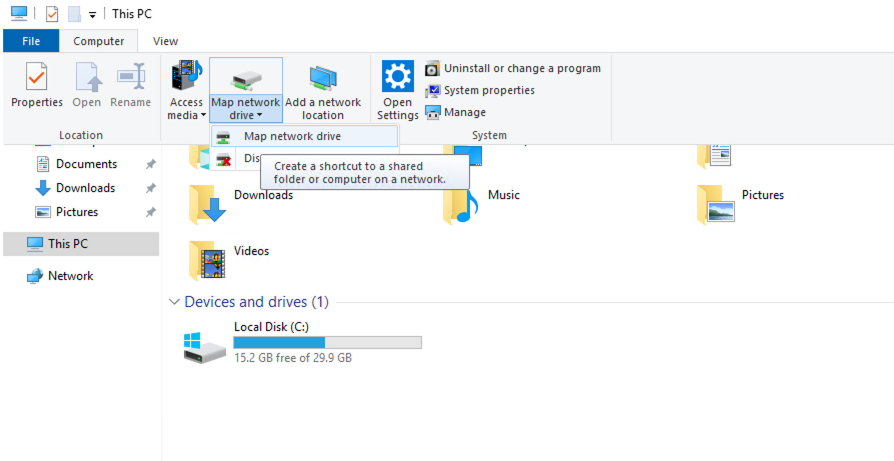 This PC
File
Computer
View
Properties
Open
Rename
Access media
Map network drive
Add a network location
Open Settings
Uninstall or change a program
System properties
Manage
Location
System
Map network drive
Dis
Create a shortcut to a shared
folder or computer on a network.
Documents
Downloads
Pictures
This PC
Network
Downloads
Music
Pictures
Videos
Devices and drives (1)
Local Disk (C:)
15.2 GB free of 29.9 GB